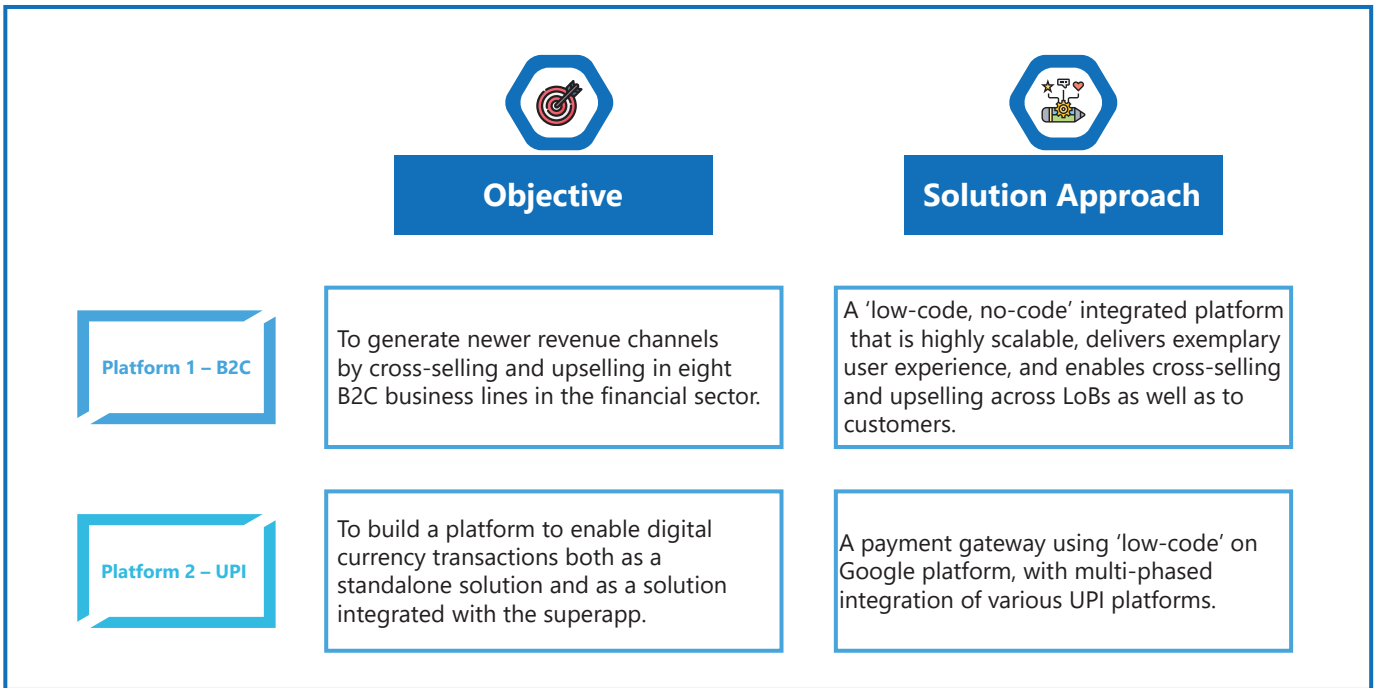 Objective
Solution Approach
Platform 1 – B2C
To generate newer revenue channels
by cross-selling and upselling in eight
B2C business lines in the financial sector.
A ‘low-code, no-code’ integrated platform
that is highly scalable, delivers exemplary
user experience, and enables cross-selling
and upselling across LoBs as well as to
customers.
Platform 2 – UPI
To build a platform to enable digital
currency transactions both as a
standalone solution and as a solution
integrated with the superapp.
A payment gateway using ‘low-code’ on
Google platform, with multi-phased
integration of various UPI platforms.